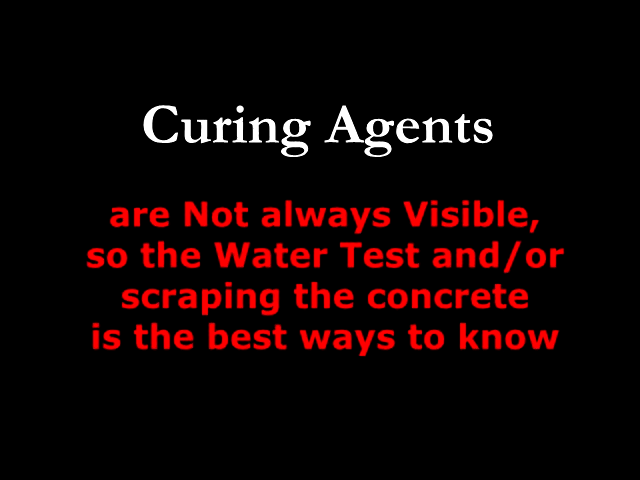 Curing Agents
are Not always Visible,
so the Water Test and/or
scraping the concrete
is the best ways to know